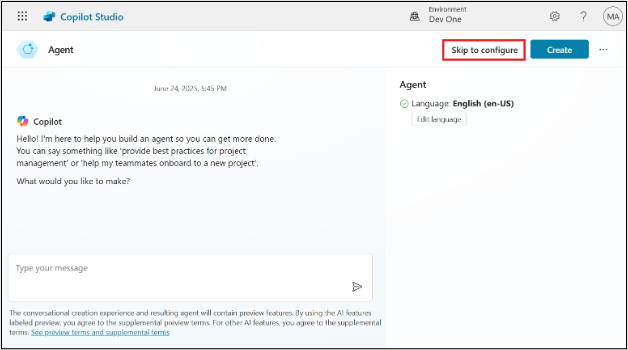 Copilot Studio
Environment
Dev One
?
MA
Agent
Skip to configure
Create
...
June 24, 2025, 5:45 PM
Copilot
Hello! I'm here to help you build an agent so you can get more done.
You can say something like 'provide best practices for project
management' or 'help my teammates onboard to a new project'.
What would you like to make?
Type your message
The conversational creation experience and resulting agent will contain preview features. By using the AI features
labeled preview, you agree to the supplemental preview terms. For other AI features, you agree to the supplemental
terms. See preview terms and supplemental terms
Agent
Language: English (en-US)
Edit language